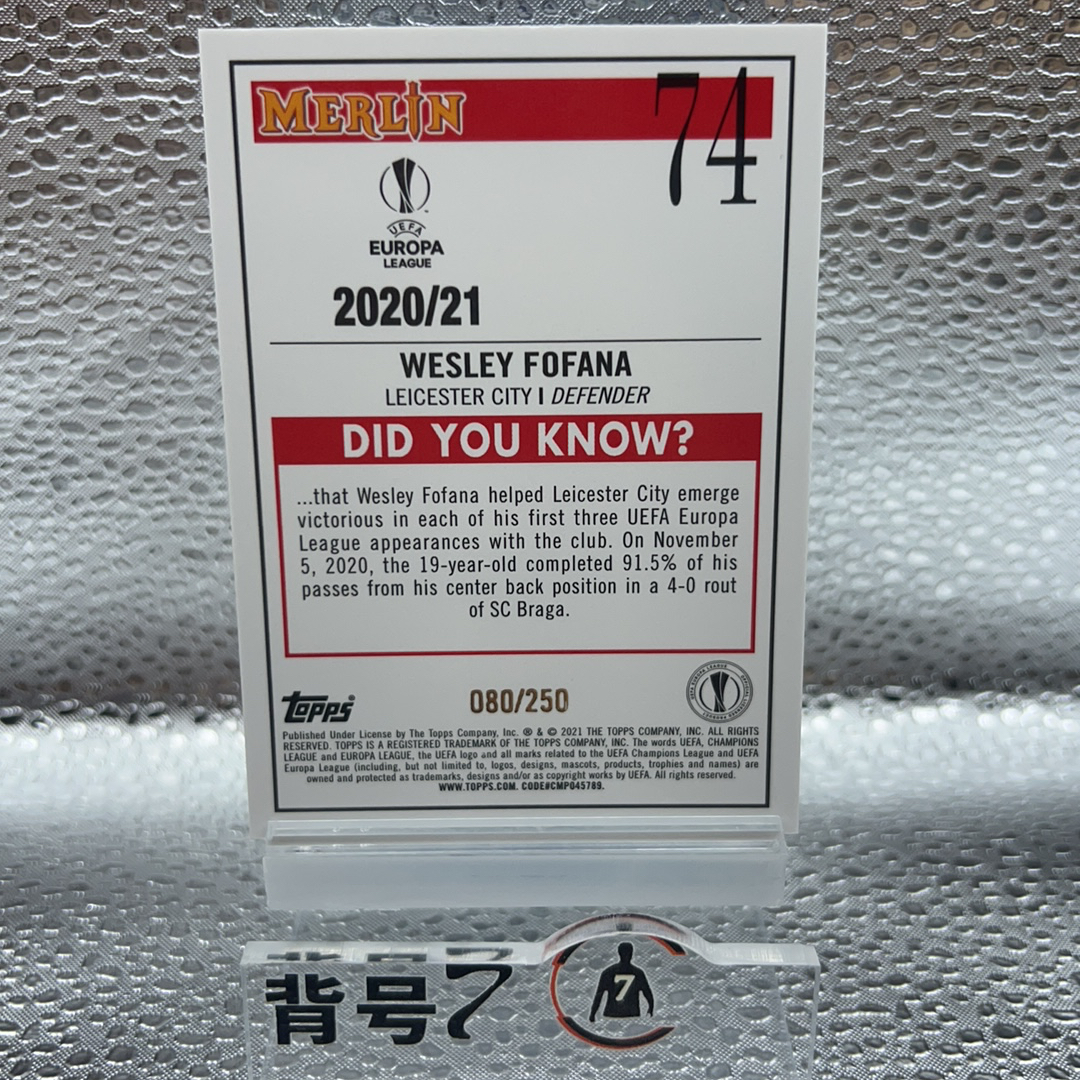 MERLIN
74
UEFA
EUROPA
LEAGUE
2020/21
WESLEY FOFANA
LEICESTER CITY | DEFENDER
DID YOU KNOW?
...that Wesley Fofana helped Leicester City emerge
victorious in each of his first three UEFA Europa
League appearances with the club. On November
5, 2020, the 19-year-old completed 91.5% of his
passes from his center back position in a 4-0 rout
of SC Braga.
Topps®
080/250
Published Under License by The Topps Company, Inc. ® & © 2021 THE TOPPS COMPANY, INC. ALL RIGHTS
RESERVED. TOPPS IS A REGISTERED TRADEMARK OF THE TOPPS COMPANY, INC. The words UEFA, CHAMPIONS
LEAGUE and EUROPA LEAGUE, the UEFA logo and all marks related to the UEFA Champions League and UEFA
Europa League (including, but not limited to, logos, designs, mascots, products, trophies and names) are
owned and protected as trademarks, designs and/or as copyright works by UEFA. All rights reserved.
WWW.TOPPS.COM. CODE#CMP045789.
背号7
7